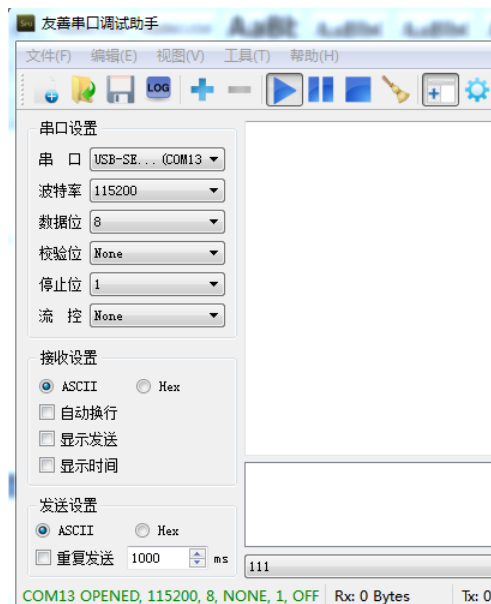 友善串口调试助手
文件(F) 编辑(E) 视图(V) 工具(T) 帮助(H)
LOG
串口设置
串 口 USB-SE... (COM13
波特率 115200
数据位 8
校验位 None
停止位 1
流 控 None
接收设置
ASCII Hex
自动换行
显示发送
显示时间
发送设置
ASCII Hex
重复发送 1000 ms
111
COM13 OPENED, 115200, 8, NONE, 1, OFF Rx: 0 Bytes Tx: 0